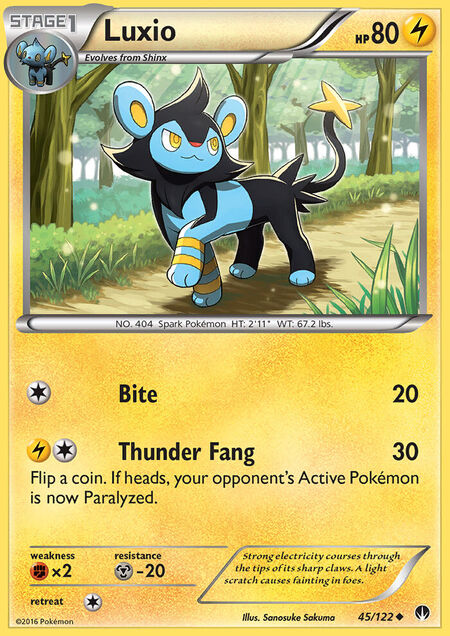 STAGE1
Luxio
HP80
Evolves from Shinx
NO. 404 Spark Pokémon HT: 2'11" WT: 67.2 lbs.
Bite 20
Thunder Fang 30
Flip a coin. If heads, your opponent's Active Pokémon
is now Paralyzed.
weakness resistance
×2 -20
retreat
Strong electricity courses through
the tips of its sharp claws. A light
scratch causes fainting in foes.
©2016 Pokémon Illus. Sanosuke Sakuma 45/122